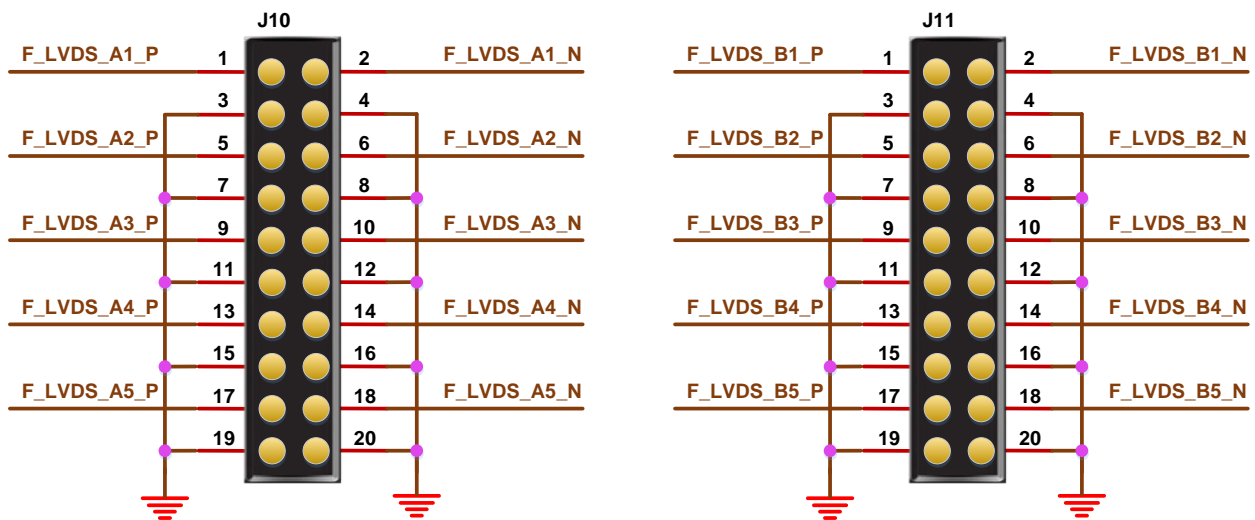 J10 J11
F_LVDS_A1_P 1 2 F_LVDS_A1_N F_LVDS_B1_P 1 2 F_LVDS_B1_N
3 4 3 4
F_LVDS_A2_P 5 6 F_LVDS_A2_N F_LVDS_B2_P 5 6 F_LVDS_B2_N
7 8 7 8
F_LVDS_A3_P 9 10 F_LVDS_A3_N F_LVDS_B3_P 9 10 F_LVDS_B3_N
11 12 11 12
F_LVDS_A4_P 13 14 F_LVDS_A4_N F_LVDS_B4_P 13 14 F_LVDS_B4_N
15 16 15 16
F_LVDS_A5_P 17 18 F_LVDS_A5_N F_LVDS_B5_P 17 18 F_LVDS_B5_N
19 20 19 20